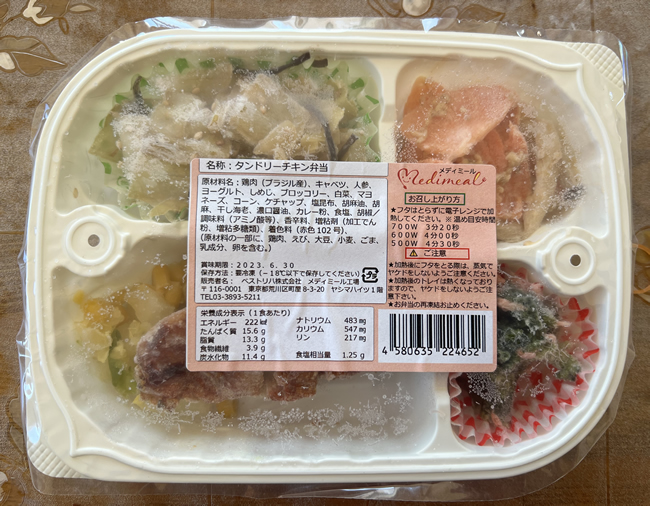 名称：タンドリーチキン弁当
原材料名：鶏肉（ブラジル産）、キャベツ、人参、
ヨーグルト、しめじ、ブロッコリー、白菜、マヨ
ネーズ、コーン、ケチャップ、塩昆布、胡麻油、胡
麻、干し海老、濃口醤油、カレー粉、食塩、胡椒／
調味料（アミノ酸等）、香辛料、増粘剤（加工でん
粉、増粘多糖類）、着色料（赤色102号）、
（原材料の一部に、鶏肉、えび、大豆、小麦、ごま、
乳成分、卵を含む。）
賞味期限：2023.6.30
保存方法：要冷凍（－18℃以下で保存してください）
販売者：ベストリハ株式会社 メディミール工場
〒116-0001 東京都荒川区町屋8-3-20 ヤシマハイツ1階
TEL03-3893-5211
栄養成分表示（1食あたり）
エネルギー 222㎉
たんぱく質 15.6 g
脂質 13.3 g
食物繊維 3.9 g
炭水化物 11.4 g
ナトリウム 483 mg
カリウム 547 mg
リン 217 mg
食塩相当量 1.25 g
メディミール
Medimeal
お召し上がり方
★フタはとらずに電子レンジで加
熱してください。※温め目安時間
700W 3分20秒
600W 4分00秒
500W 4分30秒
ご注意
★加熱後にフタをとる際は、蒸気で
ヤケドをしないようご注意ください。
★加熱後のトレイは熱くなっており
ますので、ヤケドをしないようご注
意下さい。
★お弁当の再凍結お止めください。
4 580635 224652